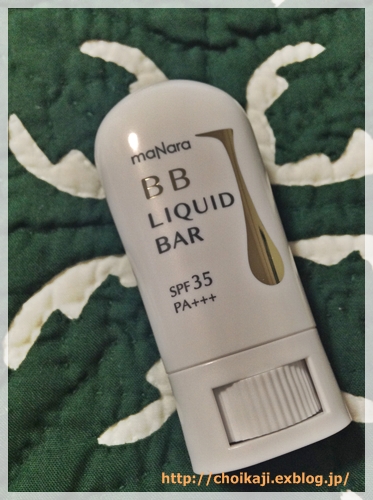 maNara
BB
LIQUID
BAR
SPF35
PA+++
http://choikaji.exblog.jp/